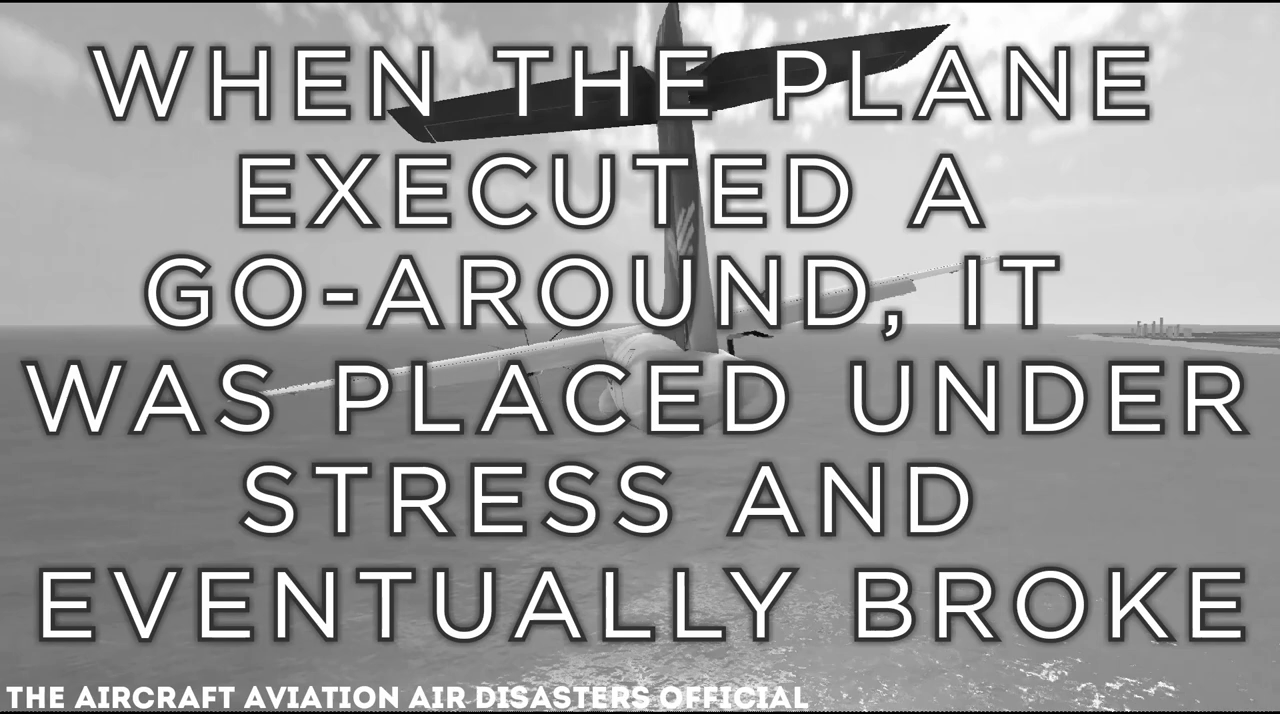 WHEN THE PLANE
EXECUTED A
GO-AROUND, IT
WAS PLACED UNDER
STRESS AND
EVENTUALLY BROKE
THE AIRCRAFT AVIATION AIR DISASTERS OFFICIAL